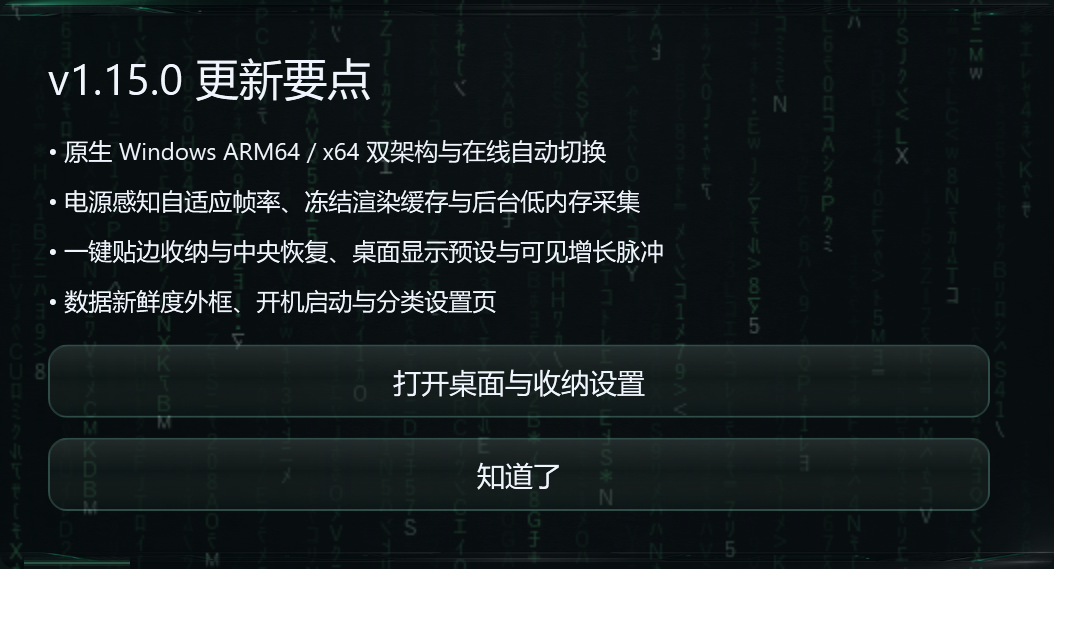 v1.15.0 更新要点
• 原生 Windows ARM64 / x64 双架构与在线自动切换
• 电源感知自适应帧率、冻结渲染缓存与后台低内存采集
• 一键贴边收纳与中央恢复、桌面显示预设与可见增长脉冲
• 数据新鲜度外框、开机启动与分类设置页
打开桌面与收纳设置
知道了